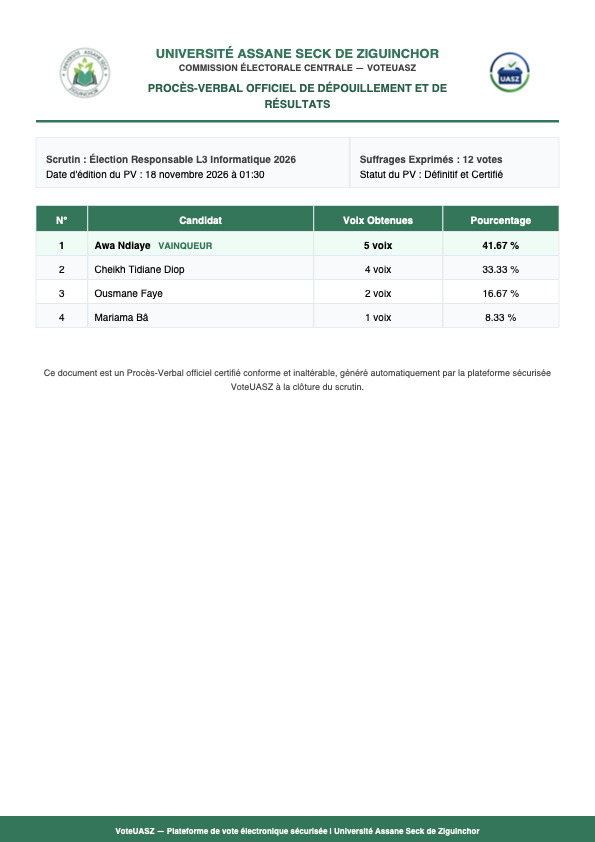 UNIVERSITÉ ASSANE SECK DE ZIGUINCHOR
COMMISSION ÉLECTORALE CENTRALE — VOTEUASZ
PROCÈS-VERBAL OFFICIEL DE DÉPOUILLEMENT ET DE
RÉSULTATS
UNIVERSITÉ ASSANE SECK
ZIGUINCHOR
UASZ
Scrutin : Élection Responsable L3 Informatique 2026
Date d'édition du PV : 18 novembre 2026 à 01:30
Suffrages Exprimés : 12 votes
Statut du PV : Définitif et Certifié
N° Candidat Voix Obtenues Pourcentage
1 Awa Ndiaye VAINQUEUR 5 voix 41.67 %
2 Cheikh Tidiane Diop 4 voix 33.33 %
3 Ousmane Faye 2 voix 16.67 %
4 Mariama Bâ 1 voix 8.33 %
Ce document est un Procès-Verbal officiel certifié conforme et inaltérable, généré automatiquement par la plateforme sécurisée
VoteUASZ à la clôture du scrutin.
VoteUASZ — Plateforme de vote électronique sécurisée | Université Assane Seck de Ziguinchor